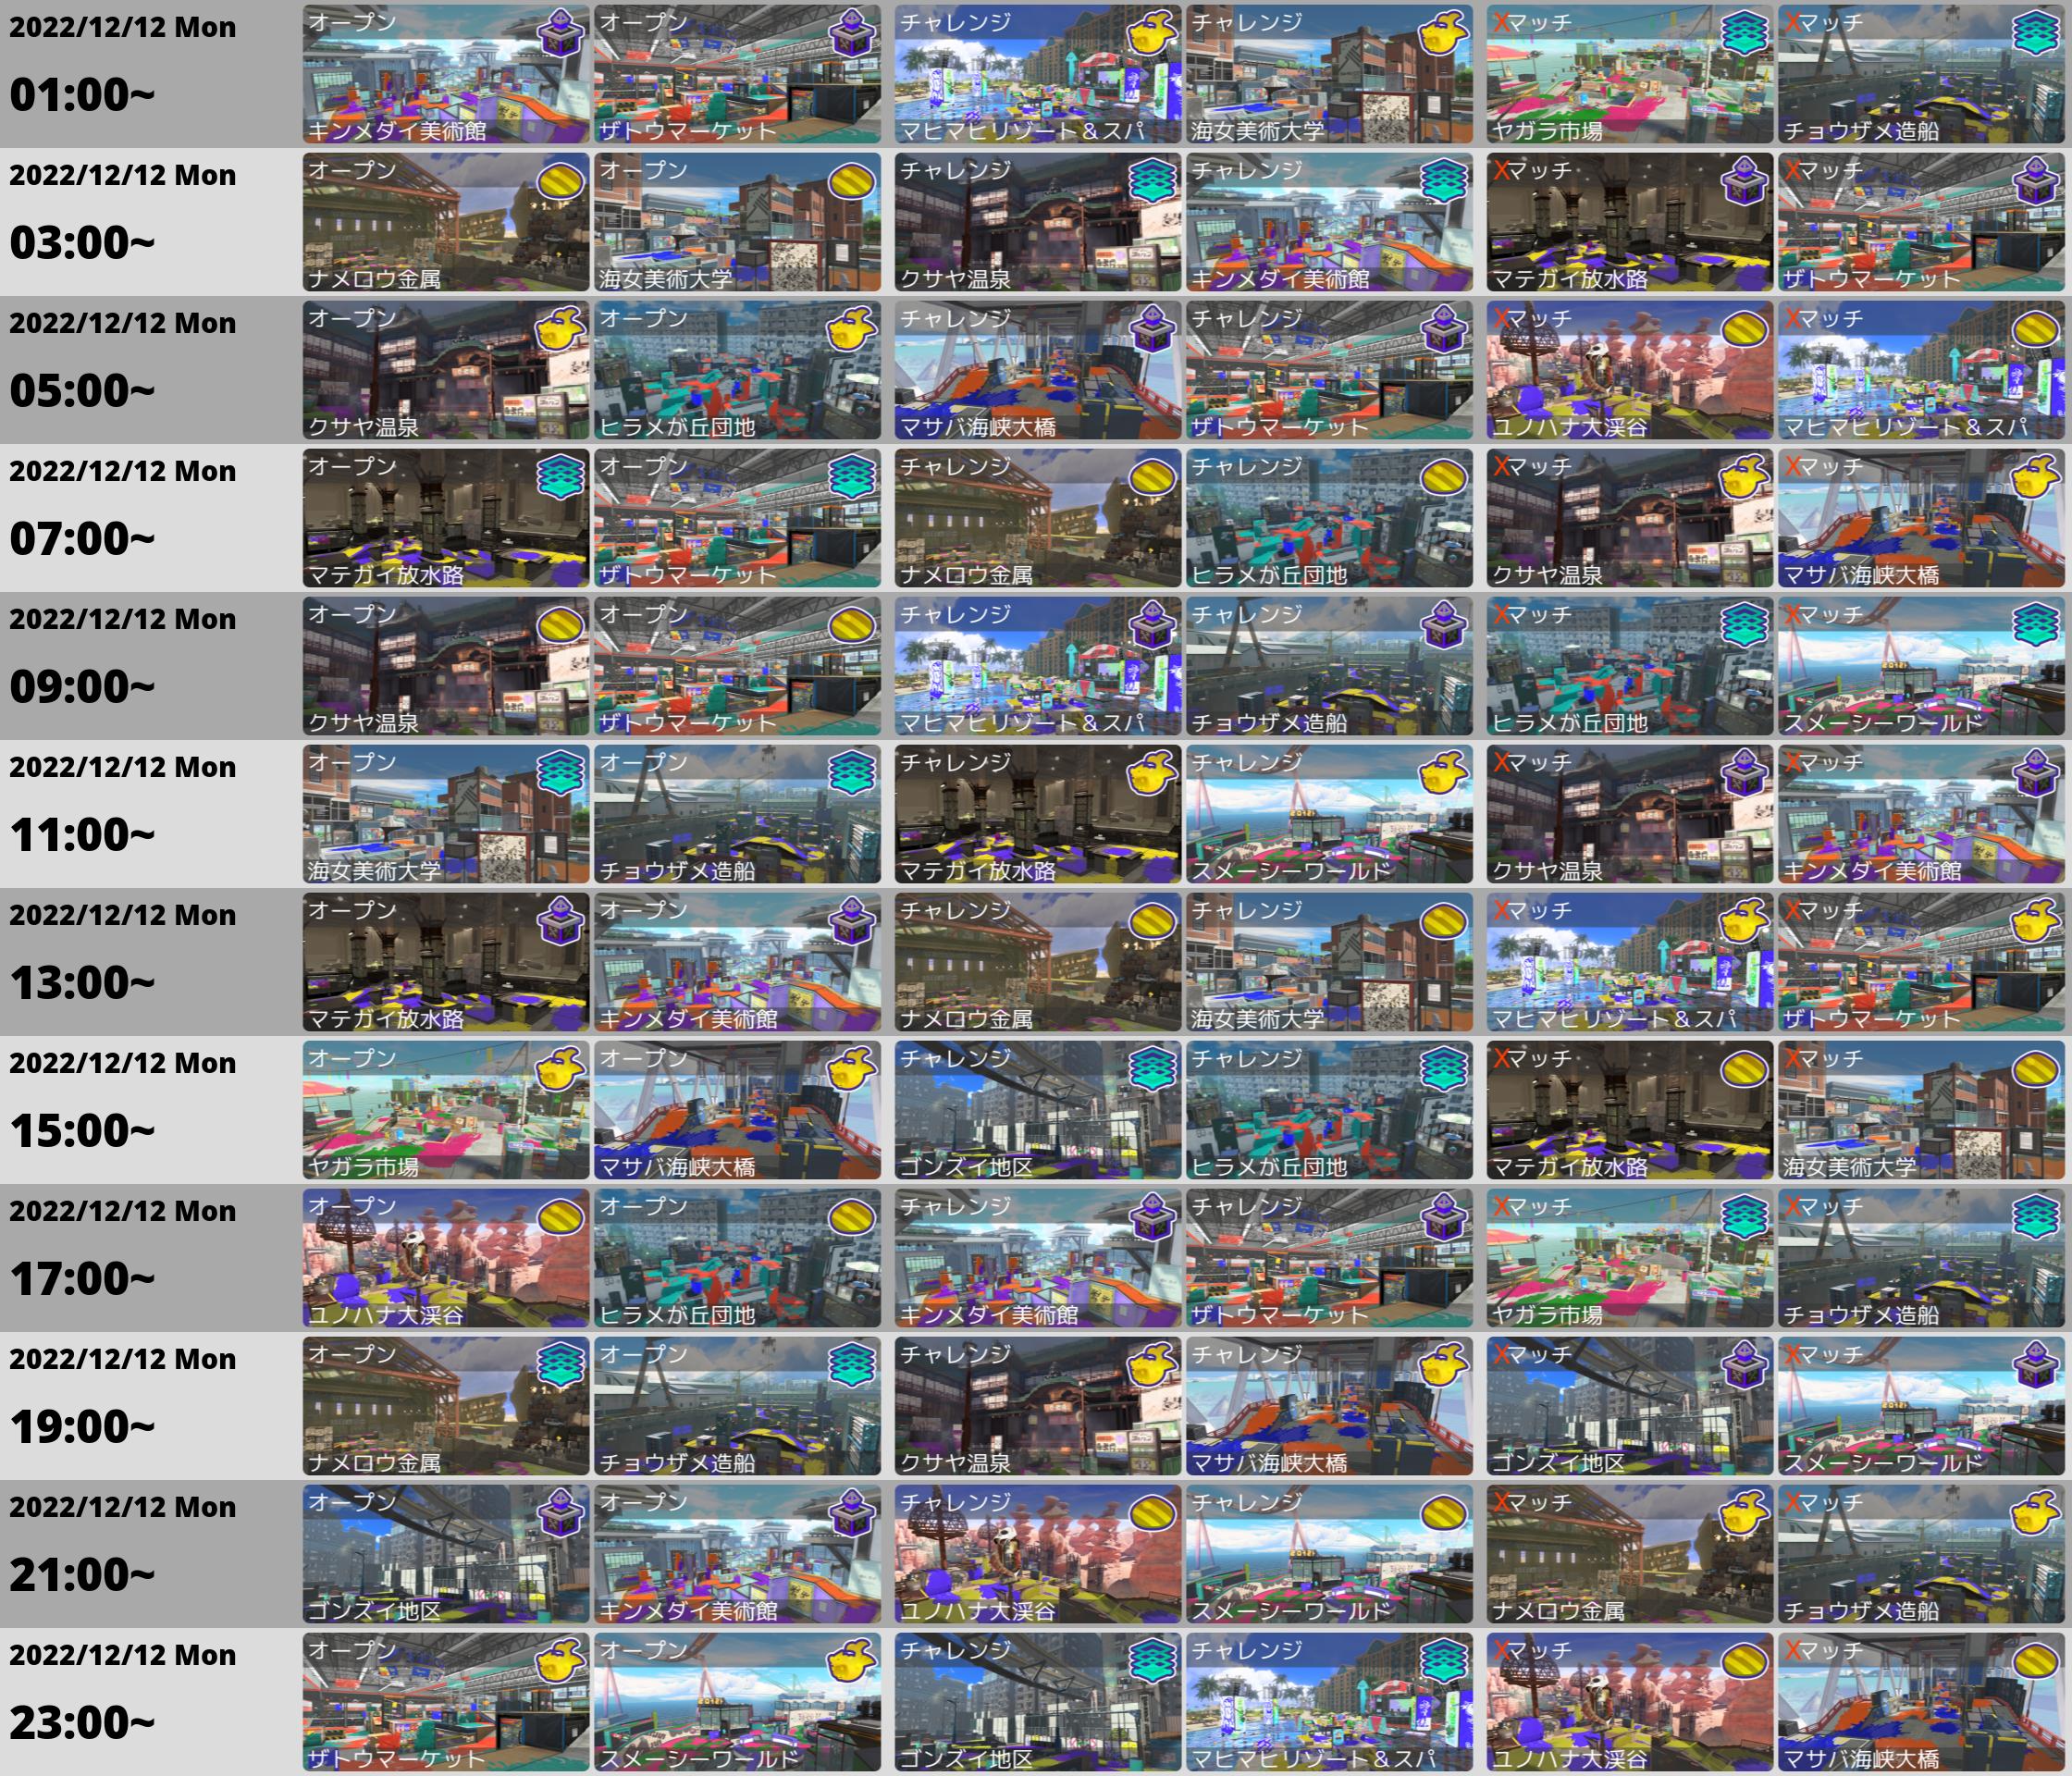 2022/12/12 Mon
01:00~
オープン オープン チャレンジ チャレンジ Xマッチ Xマッチ
キンメダイ美術館 ザトウマーケット マヒマヒリゾート&スパ 海女美術大学 ヤガラ市場 チョウザメ造船
2022/12/12 Mon
03:00~
オープン オープン チャレンジ チャレンジ Xマッチ Xマッチ
ナメロウ金属 海女美術大学 クサヤ温泉 キンメダイ美術館 マテガイ放水路 ザトウマーケット
2022/12/12 Mon
05:00~
オープン オープン チャレンジ チャレンジ Xマッチ Xマッチ
クサヤ温泉 ヒラメが丘団地 マサバ海峡大橋 ザトウマーケット ユノハナ大渓谷 マヒマヒリゾート&スパ
2022/12/12 Mon
07:00~
オープン オープン チャレンジ チャレンジ Xマッチ Xマッチ
マテガイ放水路 ザトウマーケット ナメロウ金属 ヒラメが丘団地 クサヤ温泉 マサバ海峡大橋
2022/12/12 Mon
09:00~
オープン オープン チャレンジ チャレンジ Xマッチ Xマッチ
クサヤ温泉 ザトウマーケット マヒマヒリゾート&スパ チョウザメ造船 ヒラメが丘団地 スメーシーワールド
2022/12/12 Mon
11:00~
オープン オープン チャレンジ チャレンジ Xマッチ Xマッチ
海女美術大学 チョウザメ造船 マテガイ放水路 スメーシーワールド クサヤ温泉 キンメダイ美術館
2022/12/12 Mon
13:00~
オープン オープン チャレンジ チャレンジ Xマッチ Xマッチ
マテガイ放水路 キンメダイ美術館 ナメロウ金属 海女美術大学 マヒマヒリゾート&スパ ザトウマーケット
2022/12/12 Mon
15:00~
オープン オープン チャレンジ チャレンジ Xマッチ Xマッチ
ヤガラ市場 マサバ海峡大橋 ゴンズイ地区 ヒラメが丘団地 マテガイ放水路 海女美術大学
2022/12/12 Mon
17:00~
オープン オープン チャレンジ チャレンジ Xマッチ Xマッチ
ユノハナ大渓谷 ヒラメが丘団地 キンメダイ美術館 ザトウマーケット ヤガラ市場 チョウザメ造船
2022/12/12 Mon
19:00~
オープン オープン チャレンジ チャレンジ Xマッチ Xマッチ
ナメロウ金属 チョウザメ造船 クサヤ温泉 マサバ海峡大橋 ゴンズイ地区 スメーシーワールド
2022/12/12 Mon
21:00~
オープン オープン チャレンジ チャレンジ Xマッチ Xマッチ
ゴンズイ地区 キンメダイ美術館 ユノハナ大渓谷 スメーシーワールド ナメロウ金属 チョウザメ造船
2022/12/12 Mon
23:00~
オープン オープン チャレンジ チャレンジ Xマッチ Xマッチ
ザトウマーケット スメーシーワールド ゴンズイ地区 マヒマヒリゾート&スパ ユノハナ大渓谷 マサバ海峡大橋